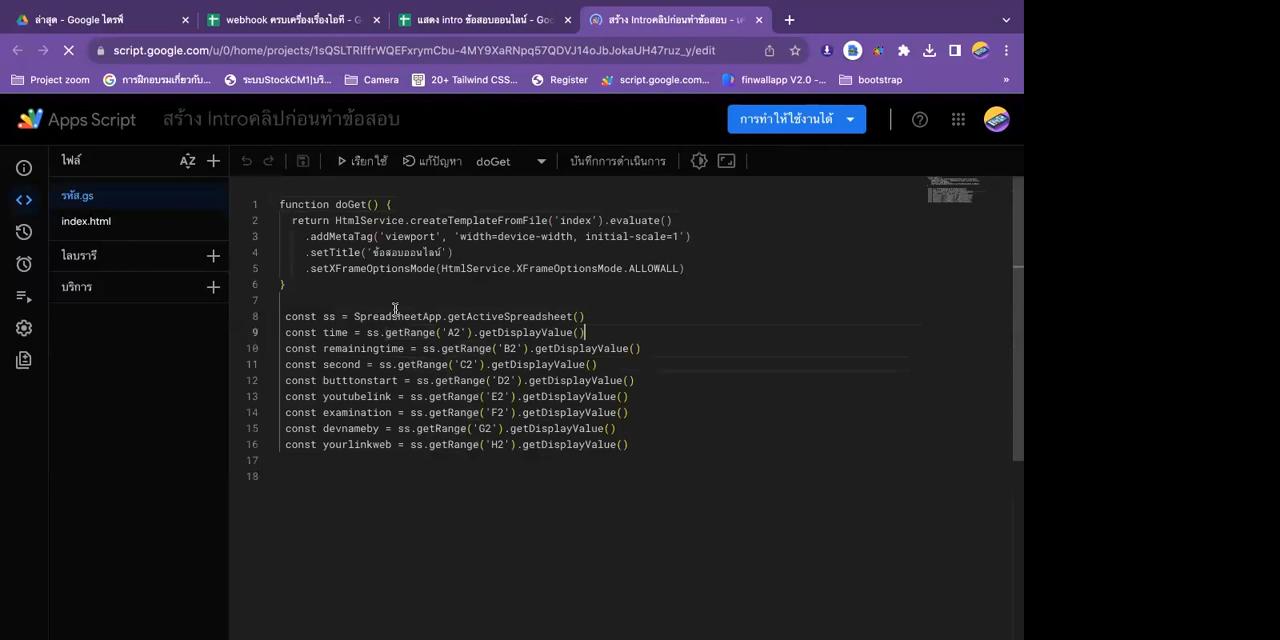 ล่าสุด - Google ไดรฟ์
webhook ครบเครื่องเรื่องไอที - G
แสดง intro ข้อสอบออนไลน์ - Goo
สร้าง Introคลิปก่อนทำข้อสอบ - เค
script.google.com/u/0/home/projects/1sQSLTRIffrWQEFxrymCbu-4MY9XaRNpq57QDVJ14oJbJokaUH47ruz_y/edit
Project zoom
การฝึกอบรมเกี่ยวกับ...
ระบบStockCM1|บริ...
Camera
20+ Tailwind CSS...
Register
script.google.com...
finwallapp V2.0 -...
bootstrap
»
Apps Script
สร้าง Introคลิปก่อนทำข้อสอบ
การทำให้ใช้งานได้
ไฟล์
เรียกใช้
แก้ปัญหา
doGet
บันทึกการดำเนินการ
รหัส.gs
index.html
ไลบรารี
บริการ
1 function doGet() {
2 return HtmlService.createTemplateFromFile('index').evaluate()
3 .addMetaTag('viewport', 'width=device-width, initial-scale=1')
4 .setTitle('ข้อสอบออนไลน์')
5 .setXFrameOptionsMode(HtmlService.XFrameOptionsMode.ALLOWALL)
6 }
7
8 const ss = SpreadsheetApp.getActiveSpreadsheet()
9 const time = ss.getRange('A2').getDisplayValue()
10 const remainingtime = ss.getRange('B2').getDisplayValue()
11 const second = ss.getRange('C2').getDisplayValue()
12 const butttonstart = ss.getRange('D2').getDisplayValue()
13 const youtubelink = ss.getRange('E2').getDisplayValue()
14 const examination = ss.getRange('F2').getDisplayValue()
15 const devnameby = ss.getRange('G2').getDisplayValue()
16 const yourlinkweb = ss.getRange('H2').getDisplayValue()
17
18